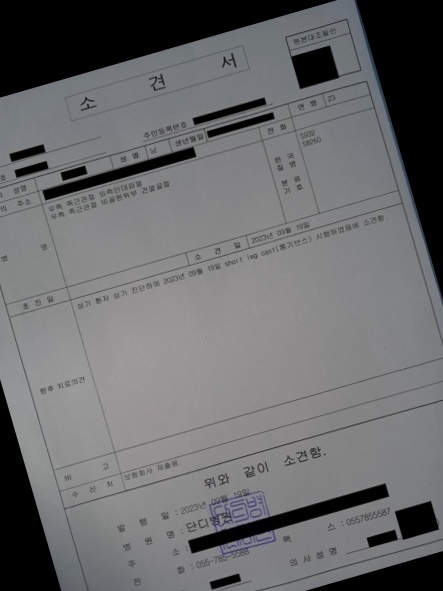 원본대조필인
소 견 서
주민등록번호
성명 성별 남 생년월일 연령 23
주소 전화
우측 족근관절 외측인대파열
우측 족근관절 비골원위부 견열골절
병 명
한국질병분류기호
S932
S8260
소 견 일 2023년 09월 19일
초 진 일
상기 환자 상기 진단하에 2023년 09월 19일 short leg cast(통기브스) 시행하였음에 소견함.
향후 치료의견
비 고
수 신 처 보험회사 제출용.
위와 같이 소견함.
발 행 일 : 2023년 09월 19일
병 원 명 : 단디병원
주 소 :
전 화 : 055-785-5588 팩 스 : 0557855587
의 사 성 명